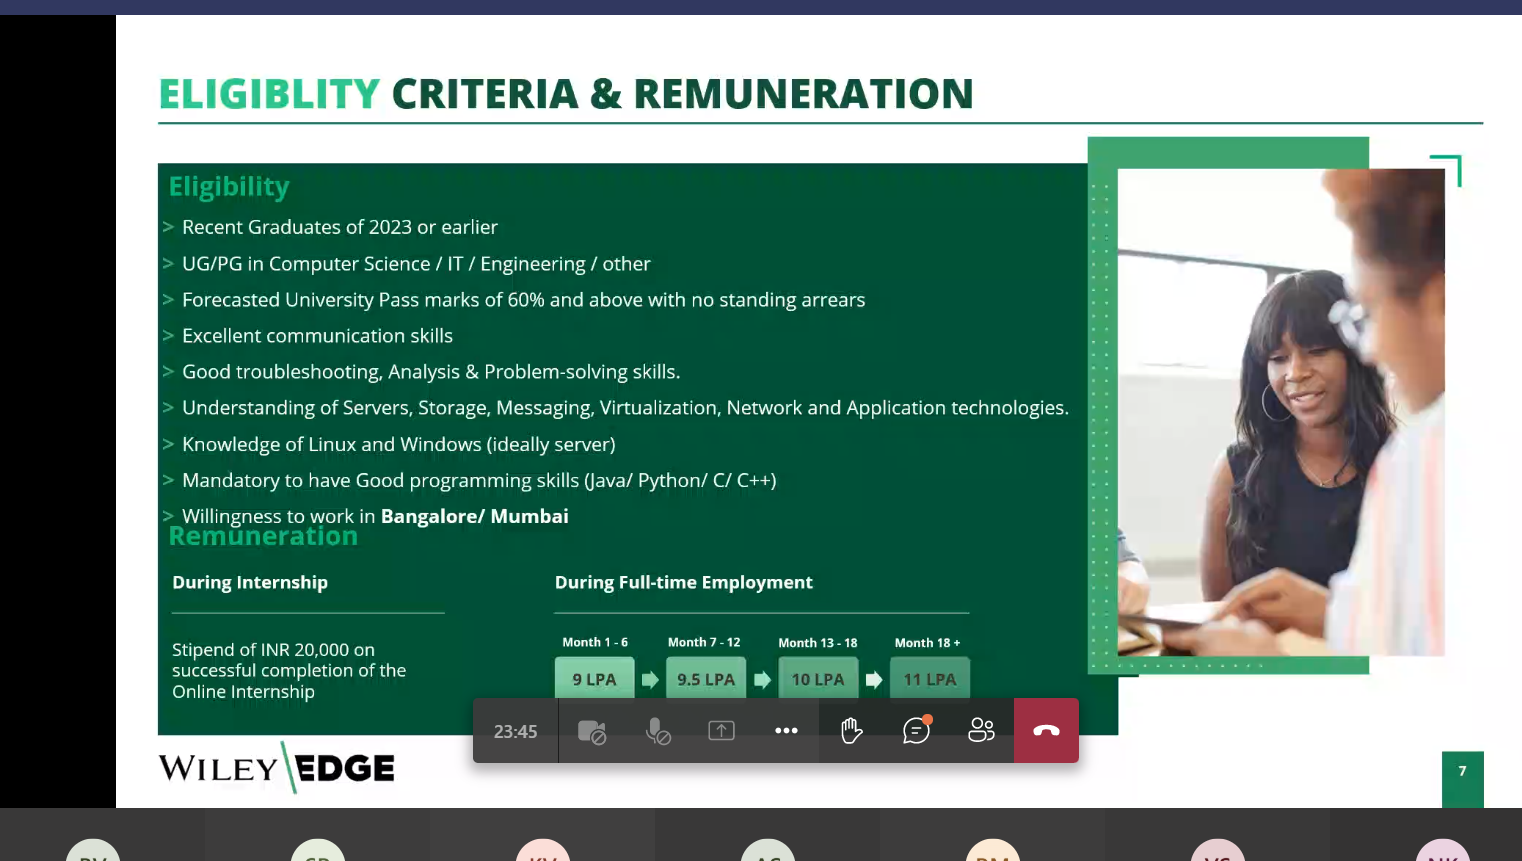 ELIGIBLITY CRITERIA & REMUNERATION
Eligibility
> Recent Graduates of 2023 or earlier
> UG/PG in Computer Science / IT / Engineering / other
> Forecasted University Pass marks of 60% and above with no standing arrears
> Excellent communication skills
> Good troubleshooting, Analysis & Problem-solving skills.
> Understanding of Servers, Storage, Messaging, Virtualization, Network and Application technologies.
> Knowledge of Linux and Windows (ideally server)
> Mandatory to have Good programming skills (Java/ Python/ C/ C++)
> Willingness to work in Bangalore/ Mumbai
Remuneration
During Internship
Stipend of INR 20,000 on
successful completion of the
Online Internship
During Full-time Employment
Month 1 - 6 Month 7 - 12 Month 13 - 18 Month 18 +
9 LPA 9.5 LPA 10 LPA 11 LPA
23:45
WILEY EDGE
7